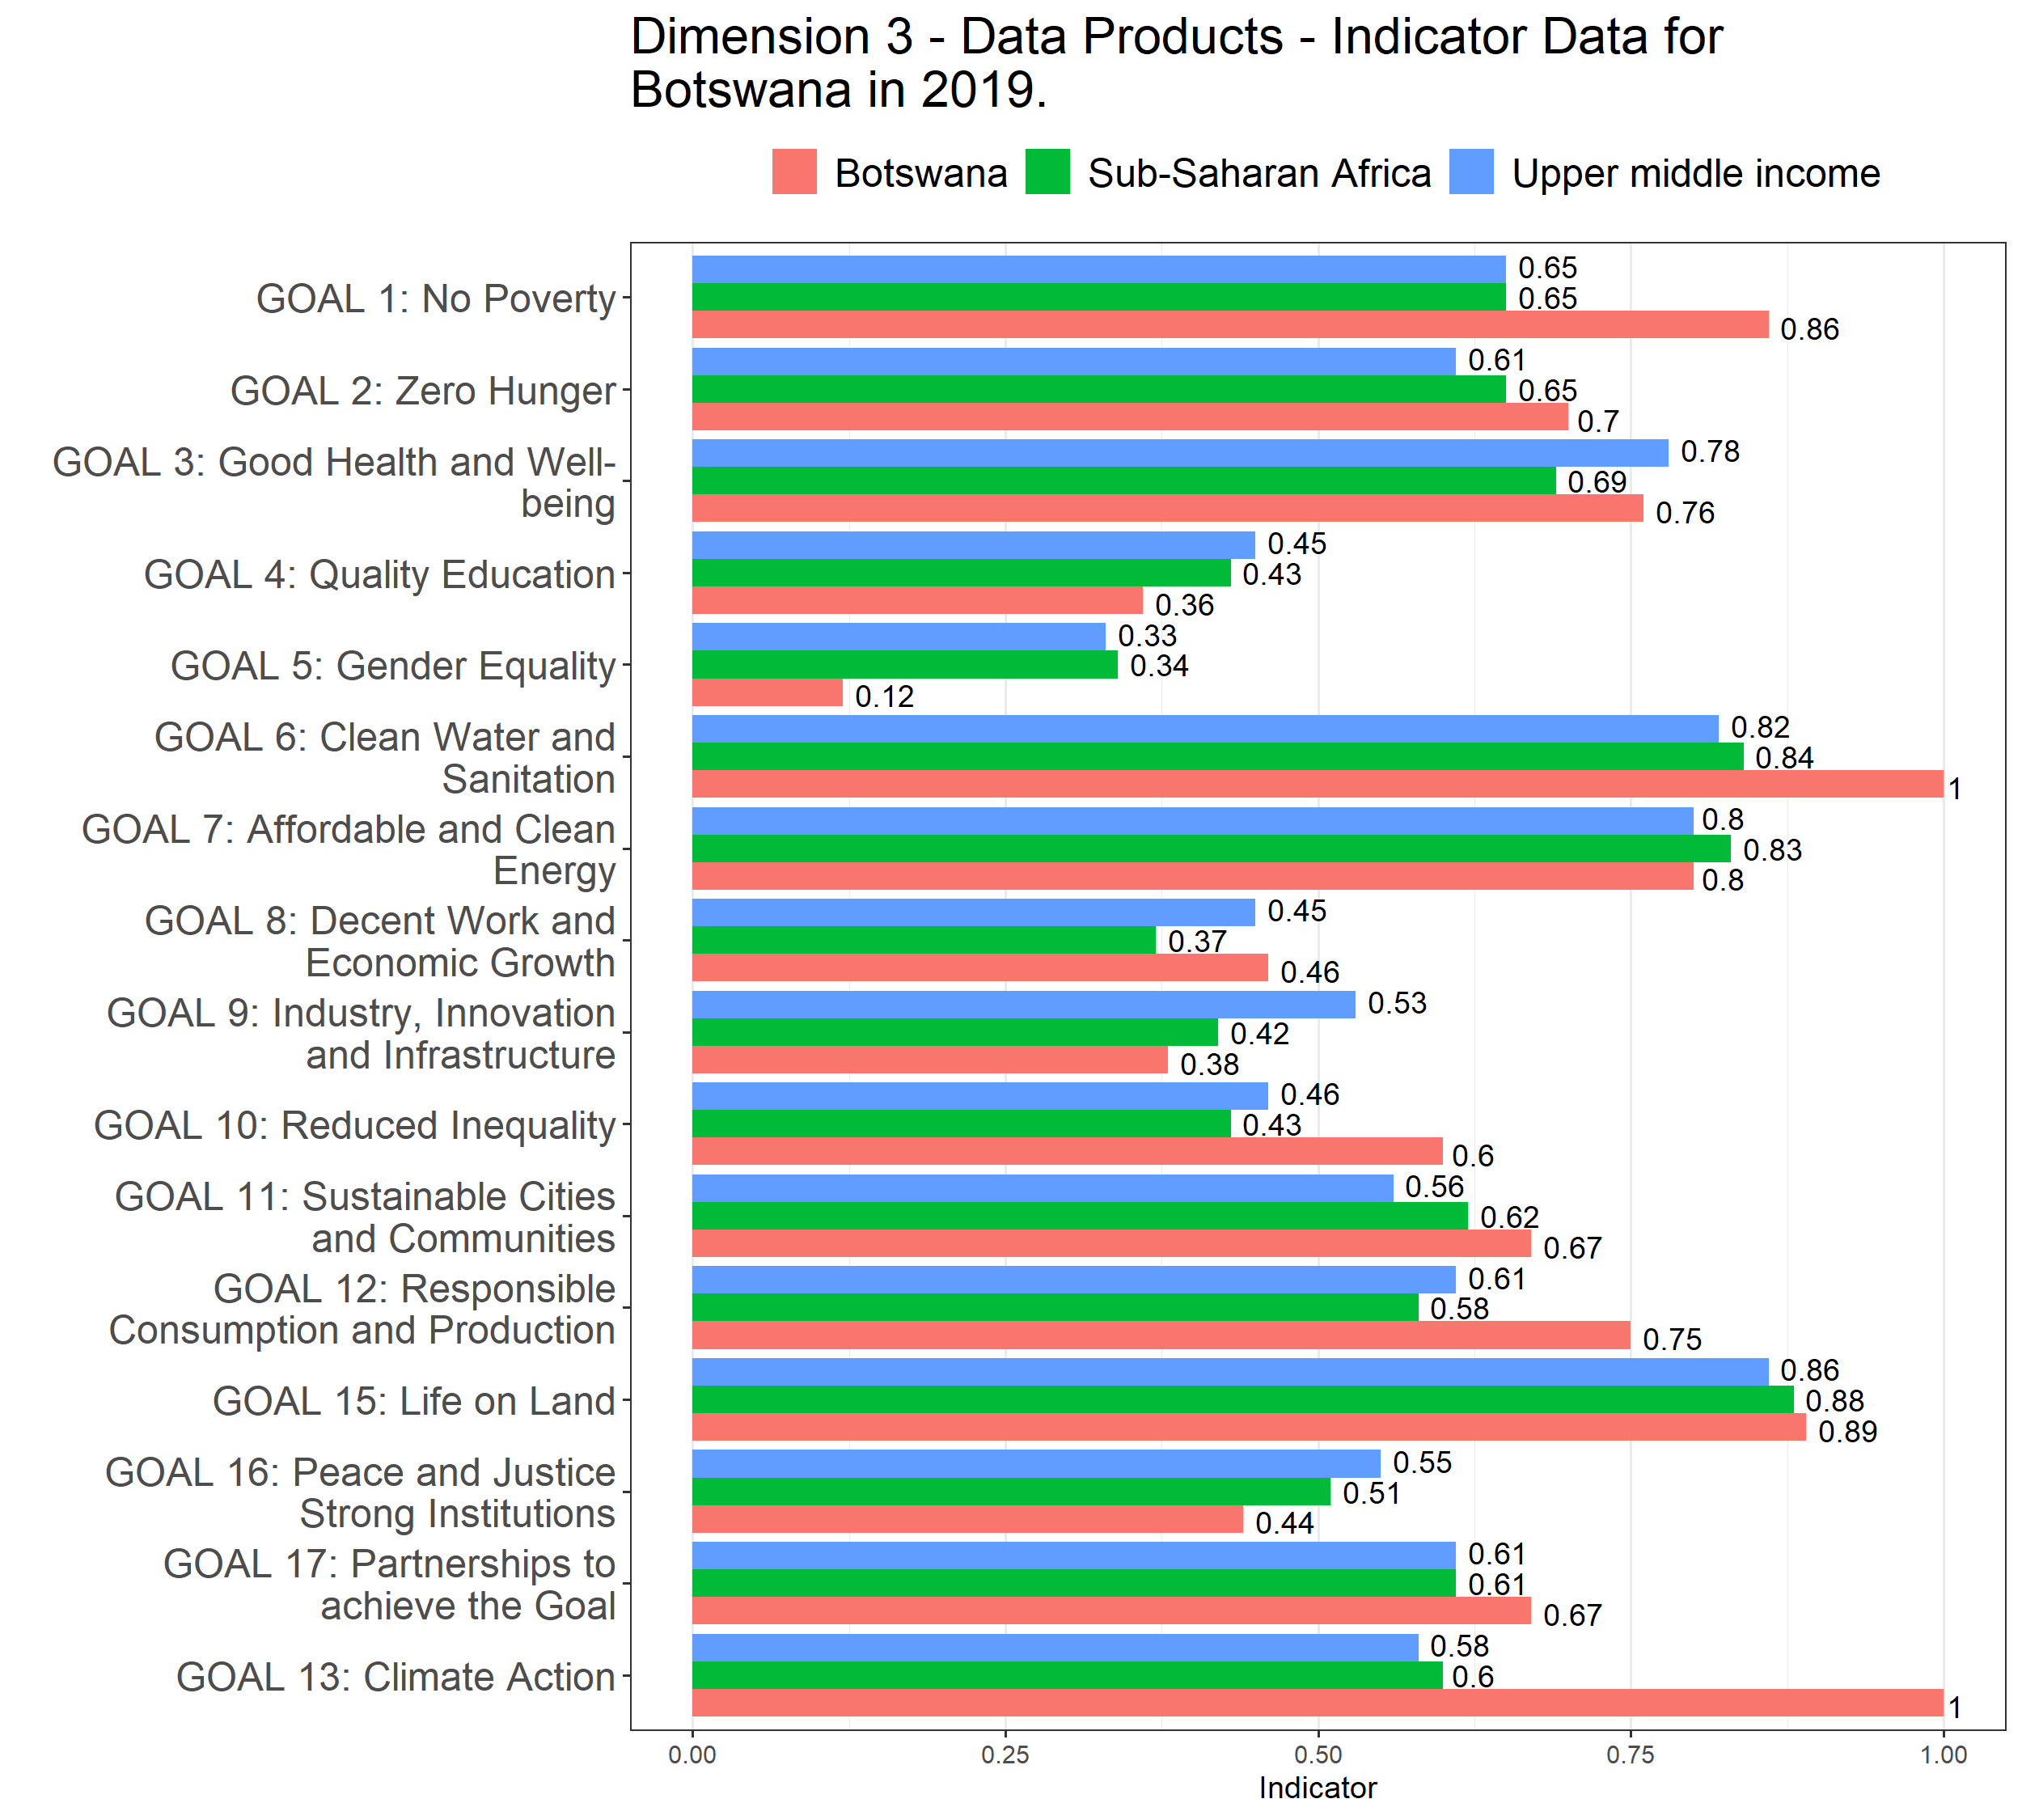 Dimension 3 - Data Products - Indicator Data for
Botswana in 2019.
Botswana
Sub-Saharan Africa
Upper middle income
GOAL 1: No Poverty
0.65
0.65
0.86
GOAL 2: Zero Hunger
0.61
0.65
0.7
GOAL 3: Good Health and Well-
being
0.78
0.69
0.76
GOAL 4: Quality Education
0.45
0.43
0.36
GOAL 5: Gender Equality
0.33
0.34
0.12
GOAL 6: Clean Water and
Sanitation
0.82
0.84
1
GOAL 7: Affordable and Clean
Energy
0.8
0.83
0.8
GOAL 8: Decent Work and
Economic Growth
0.45
0.37
0.46
GOAL 9: Industry, Innovation
and Infrastructure
0.53
0.42
0.38
GOAL 10: Reduced Inequality
0.46
0.43
0.6
GOAL 11: Sustainable Cities
and Communities
0.56
0.62
0.67
GOAL 12: Responsible
Consumption and Production
0.61
0.58
0.75
GOAL 15: Life on Land
0.86
0.88
0.89
GOAL 16: Peace and Justice
Strong Institutions
0.55
0.51
0.44
GOAL 17: Partnerships to
achieve the Goal
0.61
0.61
0.67
GOAL 13: Climate Action
0.58
0.6
1
0.00
0.25
0.50
0.75
1.00
Indicator